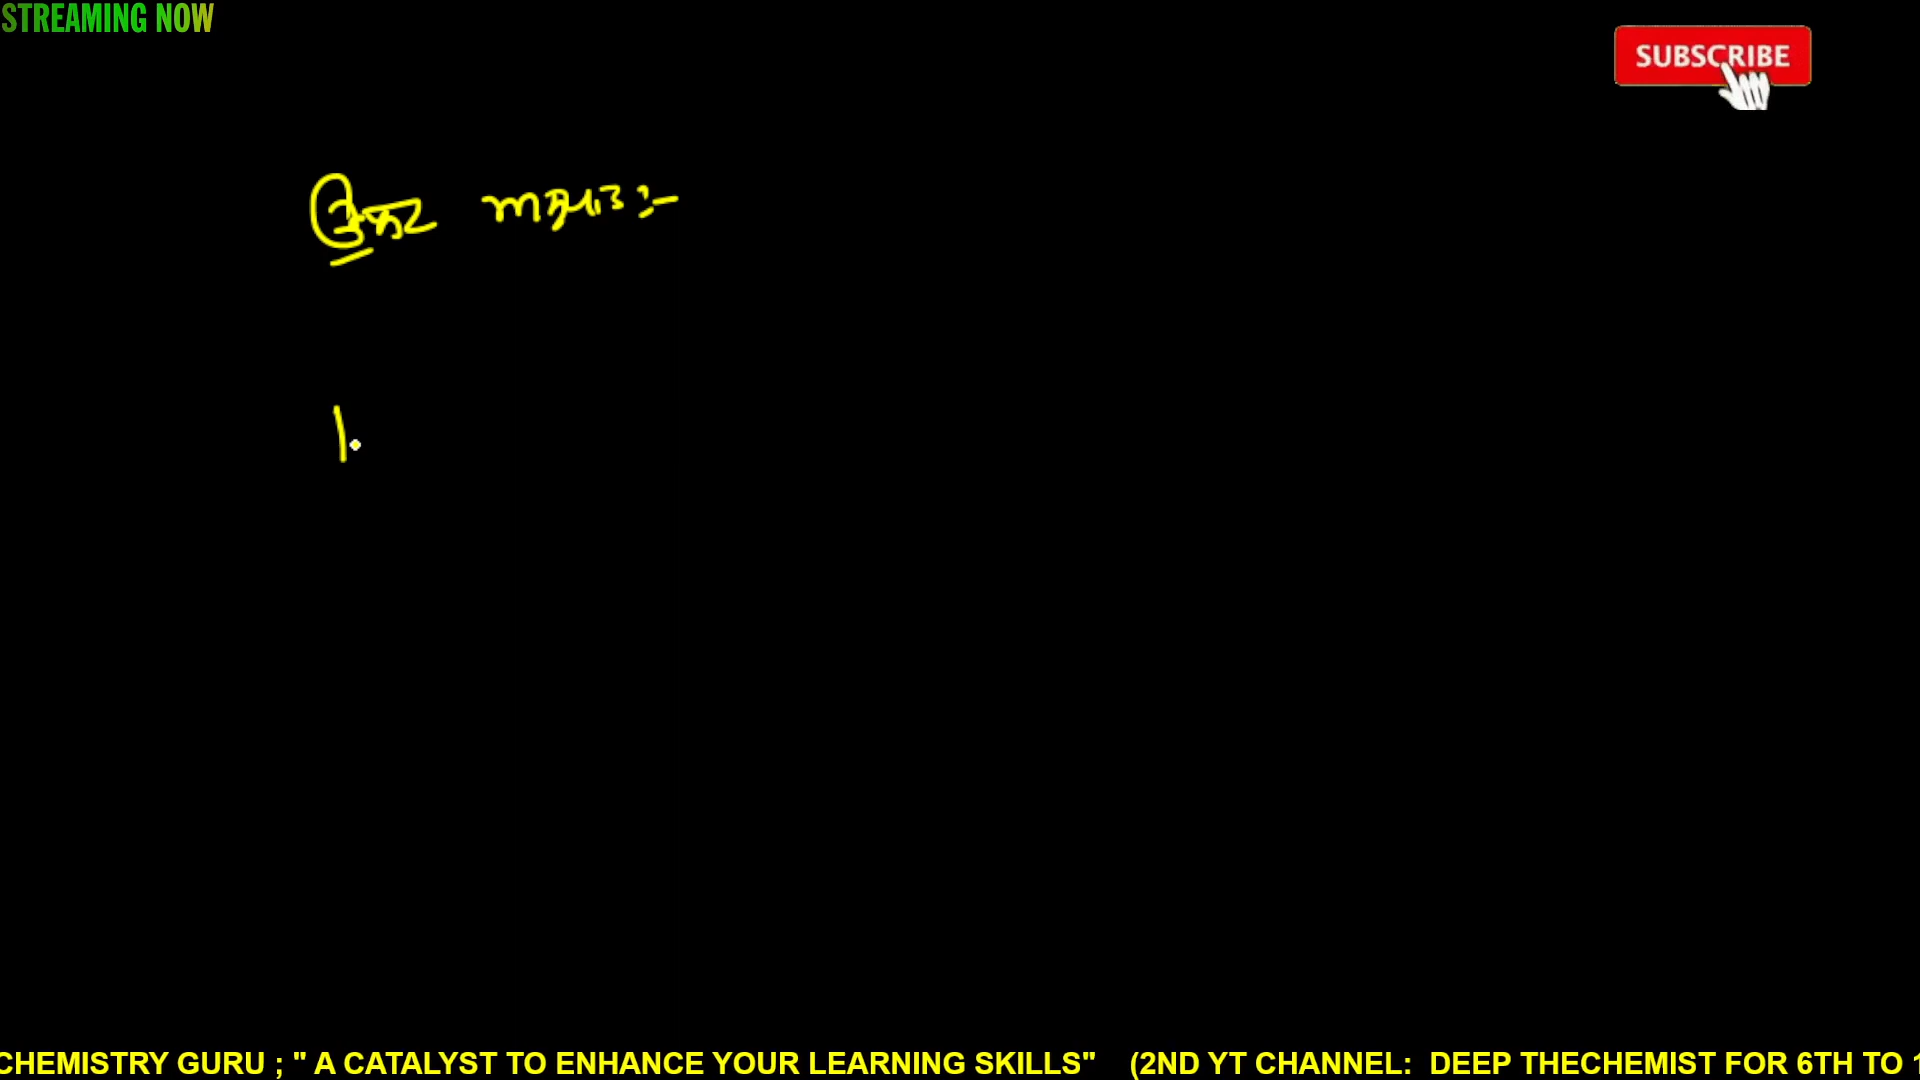 STREAMING NOW
SUBSCRIBE
:-
1.
CHEMISTRY GURU ; " A CATALYST TO ENHANCE YOUR LEARNING SKILLS" (2ND YT CHANNEL: DEEP THECHEMIST FOR 6TH TO 1